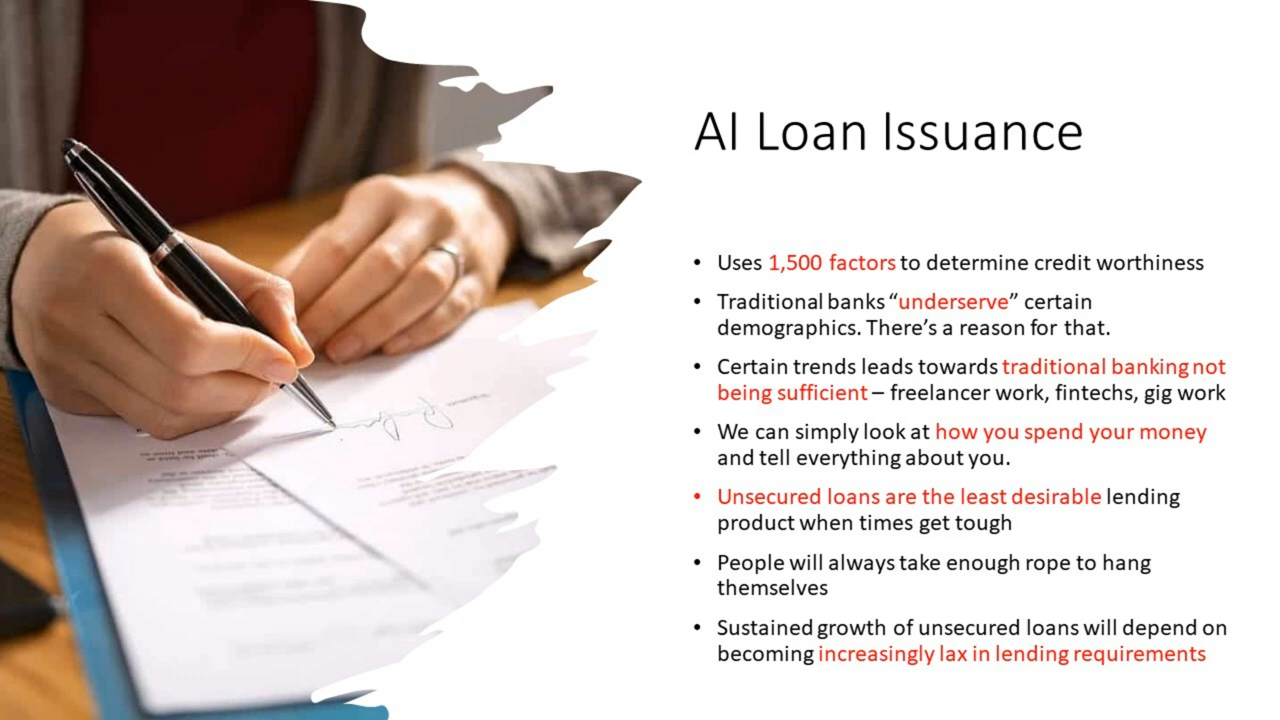 AI Loan Issuance
• Uses 1,500 factors to determine credit worthiness
• Traditional banks “underserve” certain
demographics. There’s a reason for that.
• Certain trends leads towards traditional banking not
being sufficient – freelancer work, fintechs, gig work
• We can simply look at how you spend your money
and tell everything about you.
• Unsecured loans are the least desirable lending
product when times get tough
• People will always take enough rope to hang
themselves
• Sustained growth of unsecured loans will depend on
becoming increasingly lax in lending requirements